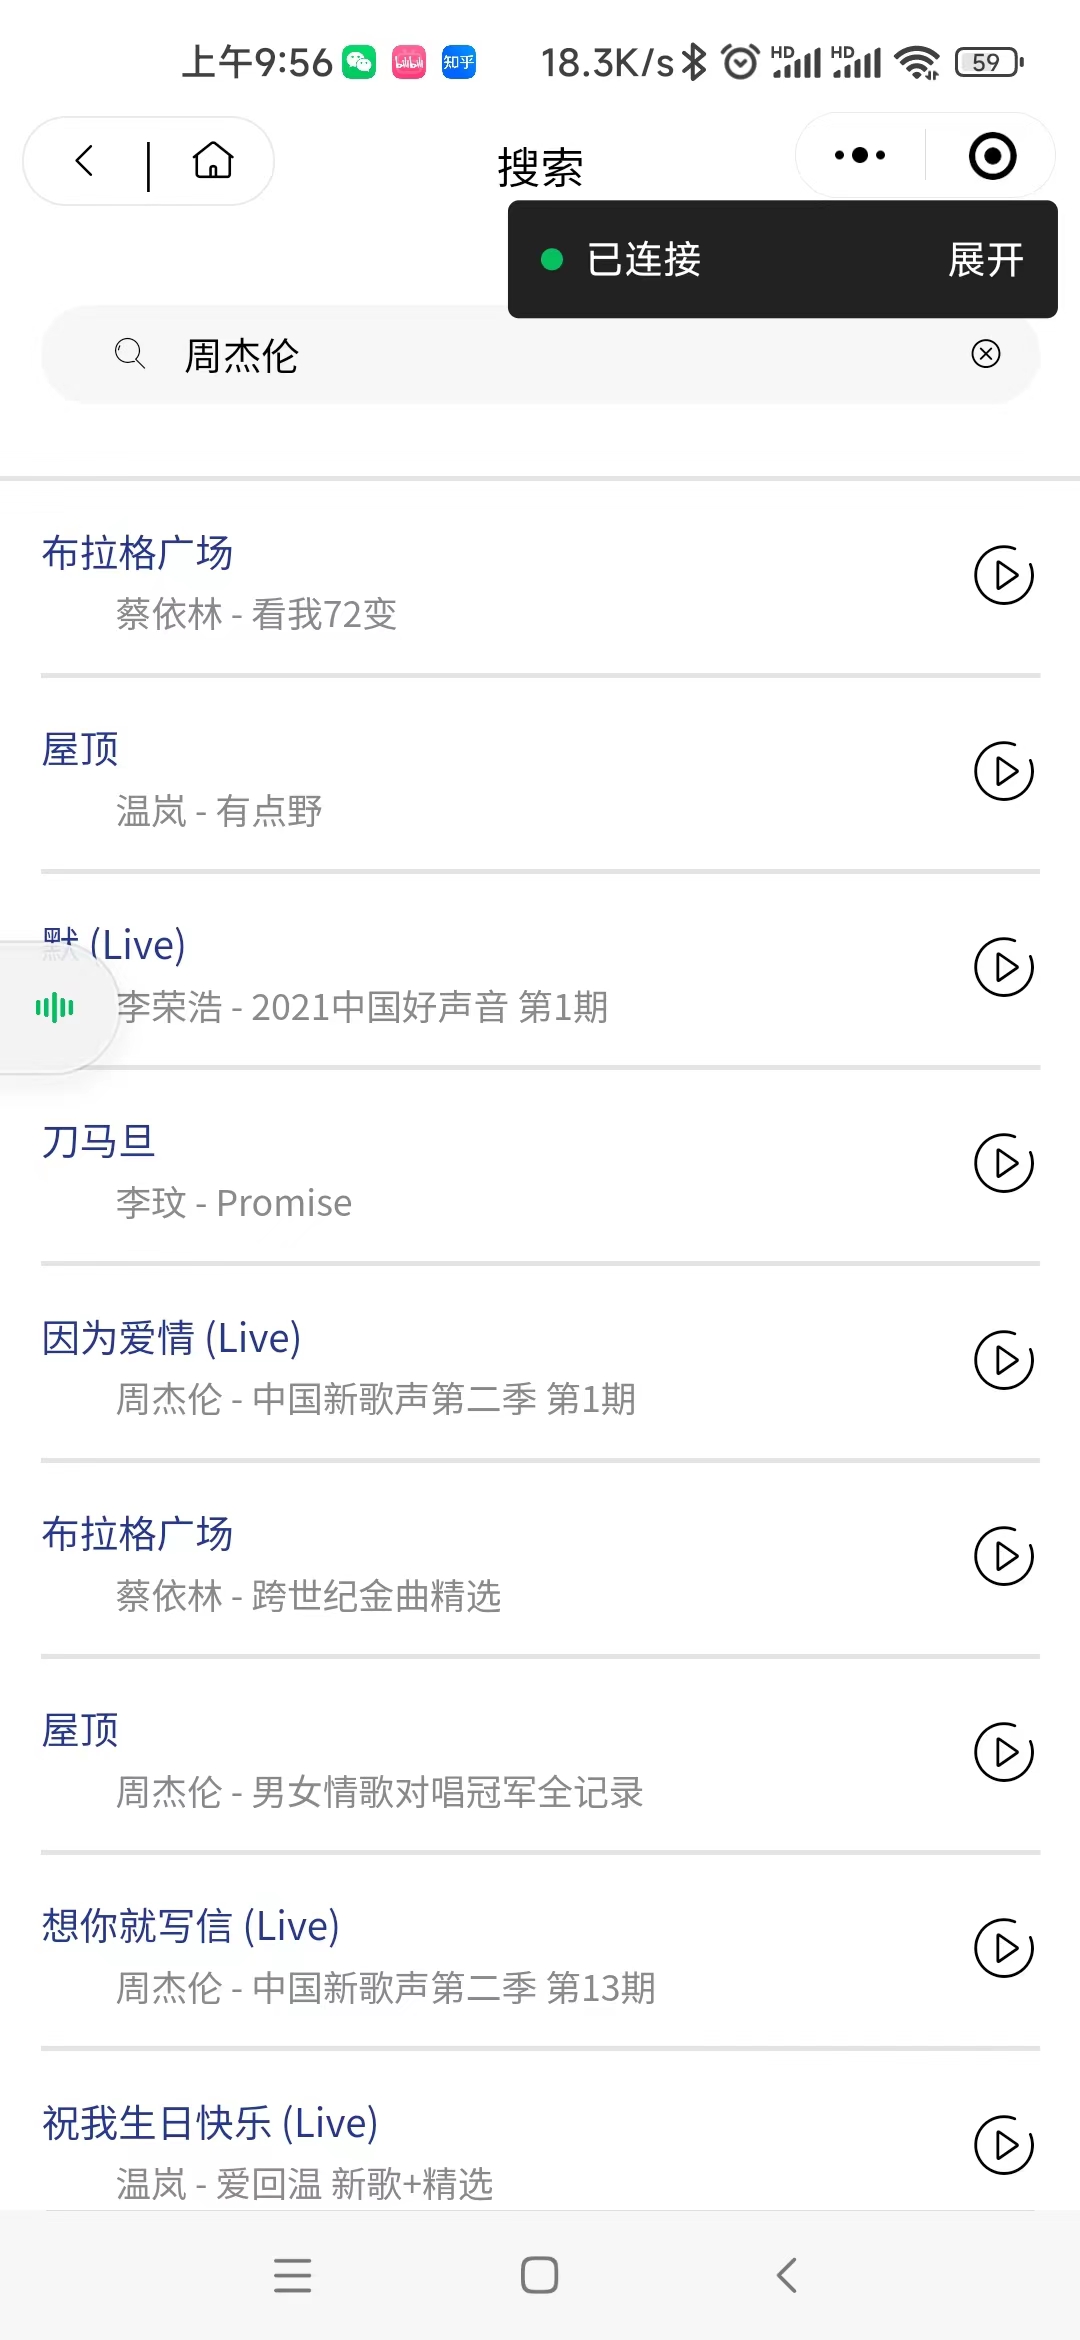 上午9:56 知乎 bilibili 18.3K/s HD HD 59
搜索
已连接 展开
周杰伦
布拉格广场
蔡依林 - 看我72变
屋顶
温岚 - 有点野
默 (Live)
李荣浩 - 2021中国好声音 第1期
刀马旦
李玟 - Promise
因为爱情 (Live)
周杰伦 - 中国新歌声第二季 第1期
布拉格广场
蔡依林 - 跨世纪金曲精选
屋顶
周杰伦 - 男女情歌对唱冠军全记录
想你就写信 (Live)
周杰伦 - 中国新歌声第二季 第13期
祝我生日快乐 (Live)
温岚 - 爱回温 新歌+精选